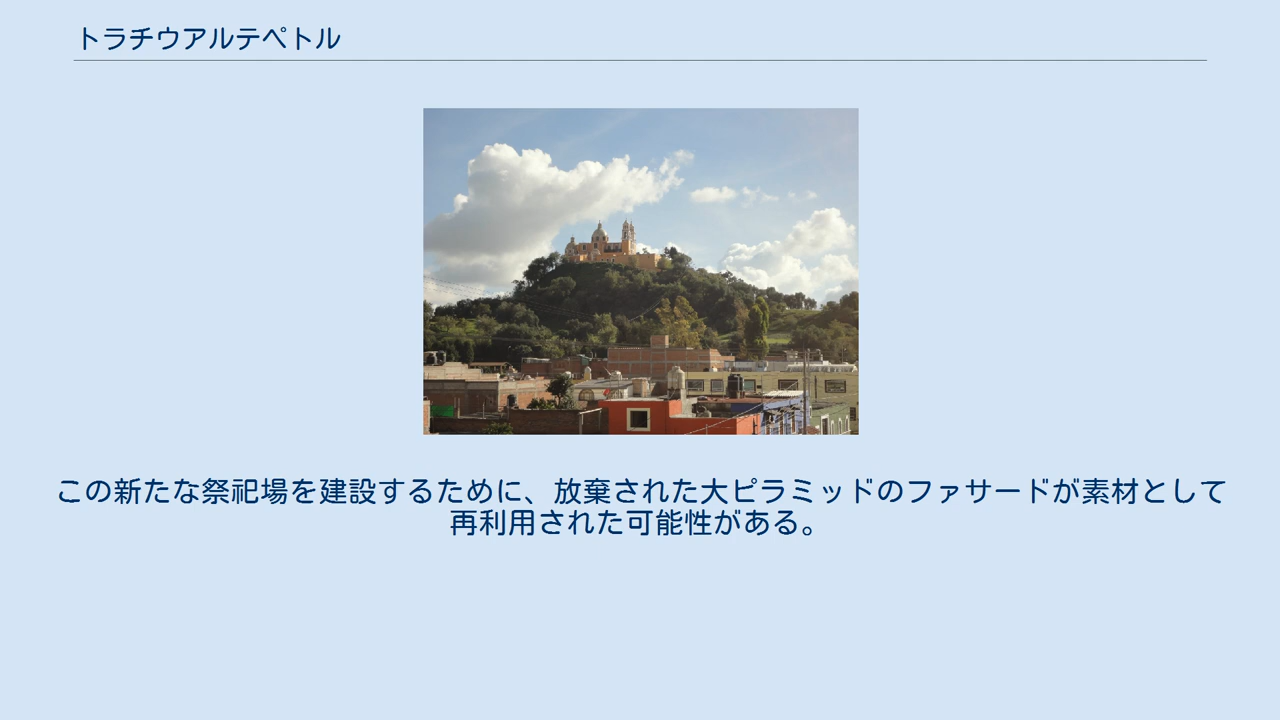 トラチウアルテペトル
この新たな祭祀場を建設するために、放棄された大ピラミッドのファサードが素材として
再利用された可能性がある。